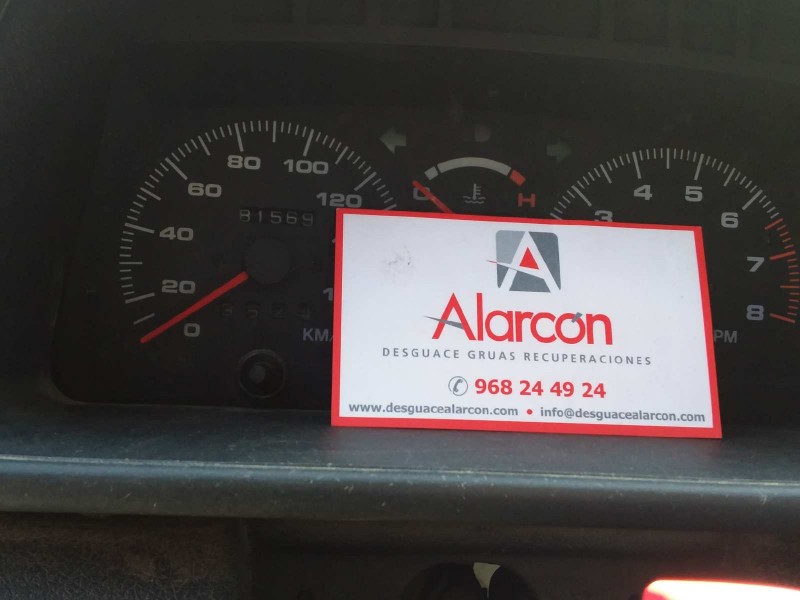 80 100
60 120
C H
81569
40
20
0
KM/
4 5
3 6
7
8
PM
Alarcón
DESGUACE GRUAS RECUPERACIONES
968 24 49 24
www.desguacealarcon.com • info@desguacealarcon.com